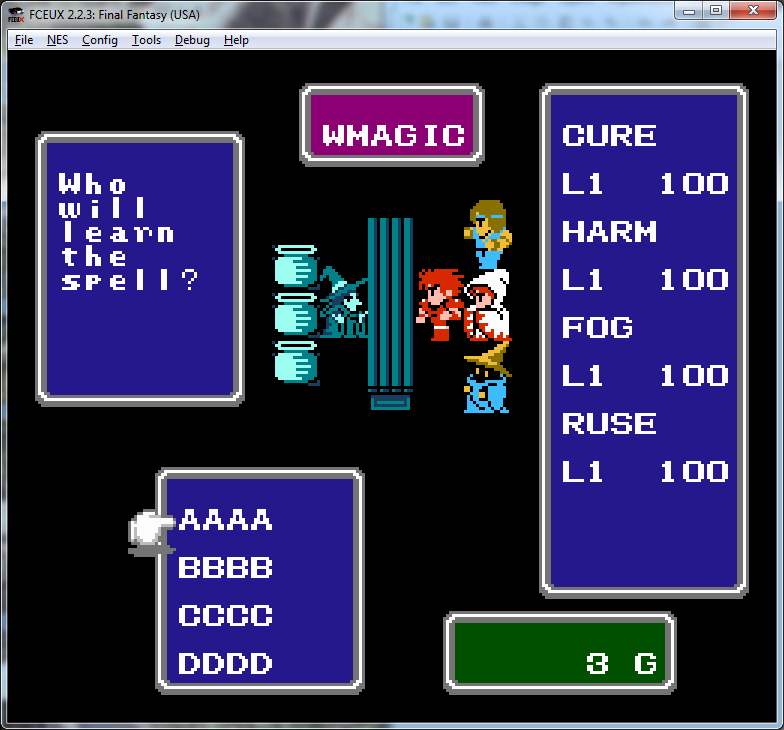 FCEUX 2.2.3: Final Fantasy (USA)
File NES Config Tools Debug Help
WMAGIC
Who
will
learn
the
spell?
CURE
L1 100
HARM
L1 100
FOG
L1 100
RUSE
L1 100
AAAA
BBBB
CCCC
DDDD
3 G